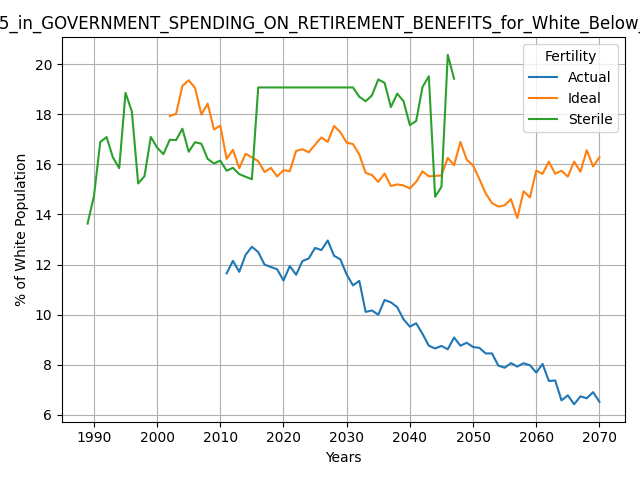 5_in_GOVERNMENT_SPENDING_ON_RETIREMENT_BENEFITS_for_White_Below_
Fertility
Actual
Ideal
Sterile
% of White Population
20
18
16
14
12
10
8
6
1990 2000 2010 2020 2030 2040 2050 2060 2070
Years